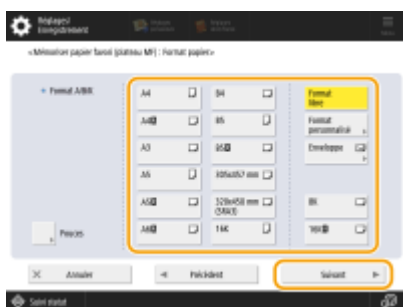 Réglages/
Enregistrement
<Mémoriser papier favori (plateau MF) : Format papier>
Format A/B/K
A4
B4
Format
libre
A4R
B5
Format
personnalisé
A3
B5R
Enveloppe
A5
305x457 mm
A5R
320x450 mm
(SRA3)
8K
A6R
16K
16KR
Pouces
Annuler
Précédent
Suivant
Suivi statut